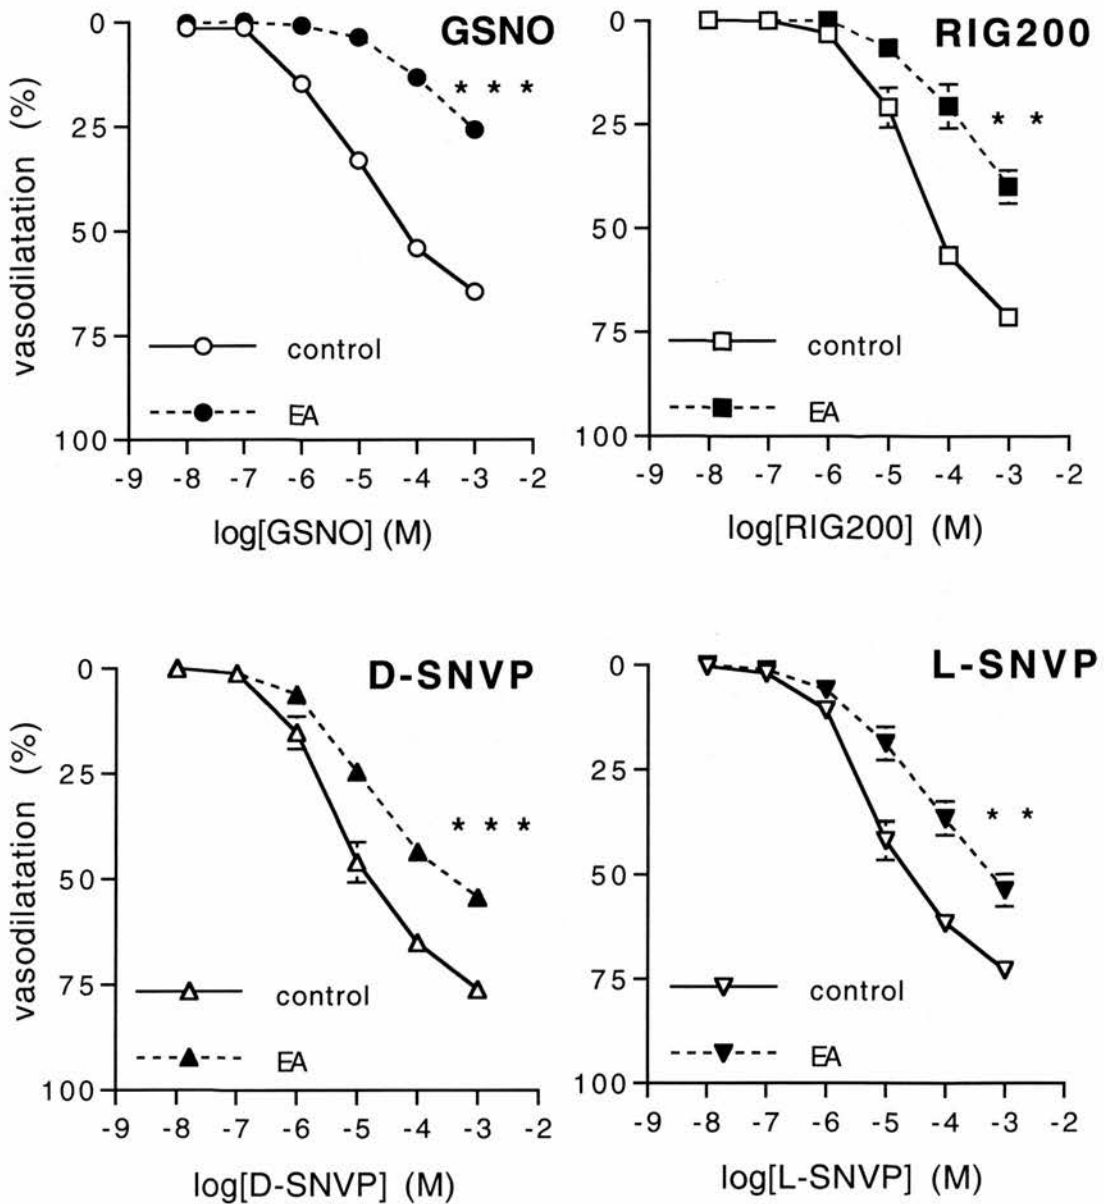 GSNO
vasodilatation (%)
0
25
50
75
100
* * *
control
EA
-9 -8 -7 -6 -5 -4 -3 -2
log[GSNO] (M)
RIG200
0
25
50
75
100
* *
control
EA
-9 -8 -7 -6 -5 -4 -3 -2
log[RIG200] (M)
D-SNVP
vasodilatation (%)
0
25
50
75
100
* * *
control
EA
-9 -8 -7 -6 -5 -4 -3 -2
log[D-SNVP] (M)
L-SNVP
0
25
50
75
100
* *
control
EA
-9 -8 -7 -6 -5 -4 -3 -2
log[L-SNVP] (M)